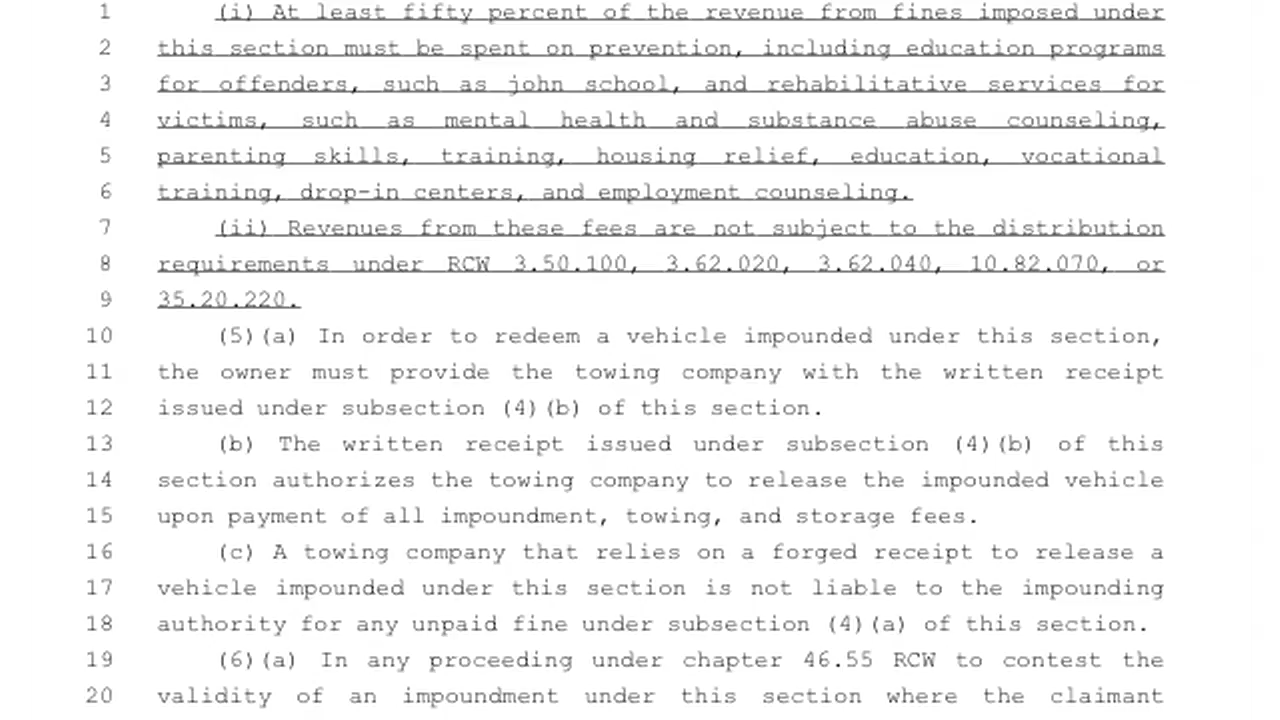 1 (i) At least fifty percent of the revenue from fines imposed under
2 this section must be spent on prevention, including education programs
3 for offenders, such as john school, and rehabilitative services for
4 victims, such as mental health and substance abuse counseling,
5 parenting skills, training, housing relief, education, vocational
6 training, drop-in centers, and employment counseling.
7 (ii) Revenues from these fees are not subject to the distribution
8 requirements under RCW 3.50.100, 3.62.020, 3.62.040, 10.82.070, or
9 35.20.220.
10 (5)(a) In order to redeem a vehicle impounded under this section,
11 the owner must provide the towing company with the written receipt
12 issued under subsection (4)(b) of this section.
13 (b) The written receipt issued under subsection (4)(b) of this
14 section authorizes the towing company to release the impounded vehicle
15 upon payment of all impoundment, towing, and storage fees.
16 (c) A towing company that relies on a forged receipt to release a
17 vehicle impounded under this section is not liable to the impounding
18 authority for any unpaid fine under subsection (4)(a) of this section.
19 (6)(a) In any proceeding under chapter 46.55 RCW to contest the
20 validity of an impoundment under this section where the claimant